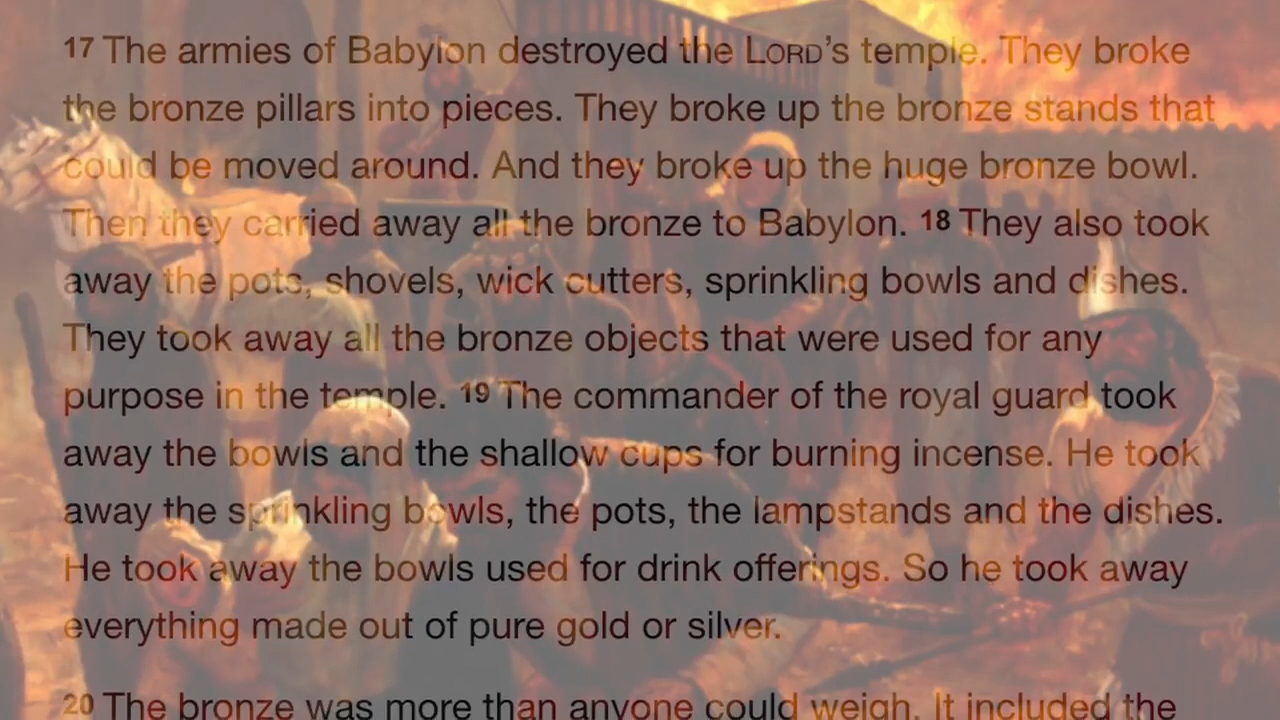 17 The armies of Babylon destroyed the LORD’s temple. They broke
the bronze pillars into pieces. They broke up the bronze stands that
could be moved around. And they broke up the huge bronze bowl.
Then they carried away all the bronze to Babylon. 18 They also took
away the pots, shovels, wick cutters, sprinkling bowls and dishes.
They took away all the bronze objects that were used for any
purpose in the temple. 19 The commander of the royal guard took
away the bowls and the shallow cups for burning incense. He took
away the sprinkling bowls, the pots, the lampstands and the dishes.
He took away the bowls used for drink offerings. So he took away
everything made out of pure gold or silver.
20 The bronze was more than anyone could weigh. It included the